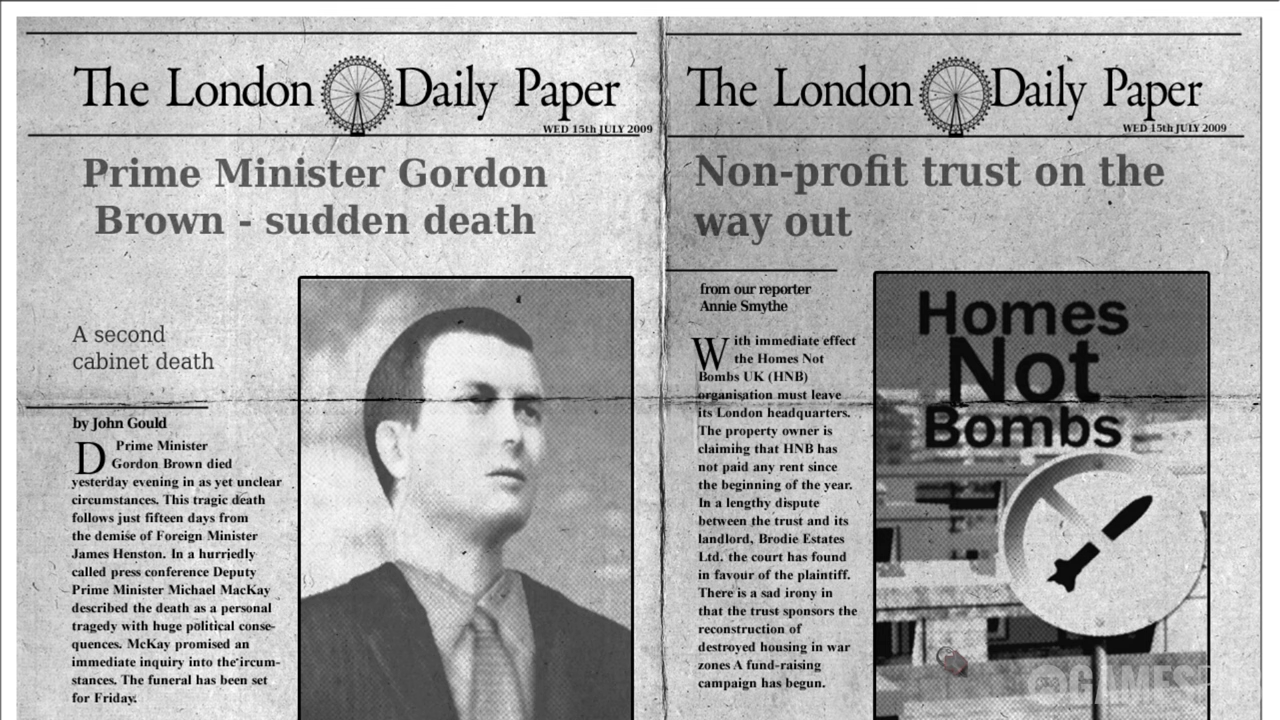 The London Daily Paper
WED 15th JULY 2009
Prime Minister Gordon
Brown - sudden death
A second
cabinet death
by John Gould
D Prime Minister
Gordon Brown died
yesterday evening in as yet unclear
circumstances. This tragic death
follows just fifteen days from
the demise of Foreign Minister
James Henston. In a hurriedly
called press conference Deputy
Prime Minister Michael MacKay
described the death as a personal
tragedy with huge political conse-
quences. McKay promised an
immediate inquiry into the circum-
stances. The funeral has been set
for Friday.
The London Daily Paper
WED 15th JULY 2009
Non-profit trust on the
way out
from our reporter
Annie Smythe
With immediate effect
the Homes Not
Bombs UK (HNB)
organisation must leave
its London headquarters.
The property owner is
claiming that HNB has
not paid any rent since
the beginning of the year.
In a lengthy dispute
between the trust and its
landlord, Brodie Estates
Ltd. the court has found
in favour of the plaintiff.
There is a sad irony in
that the trust sponsors the
reconstruction of
destroyed housing in war
zones A fund-raising
campaign has begun.
Homes
Not
Bombs